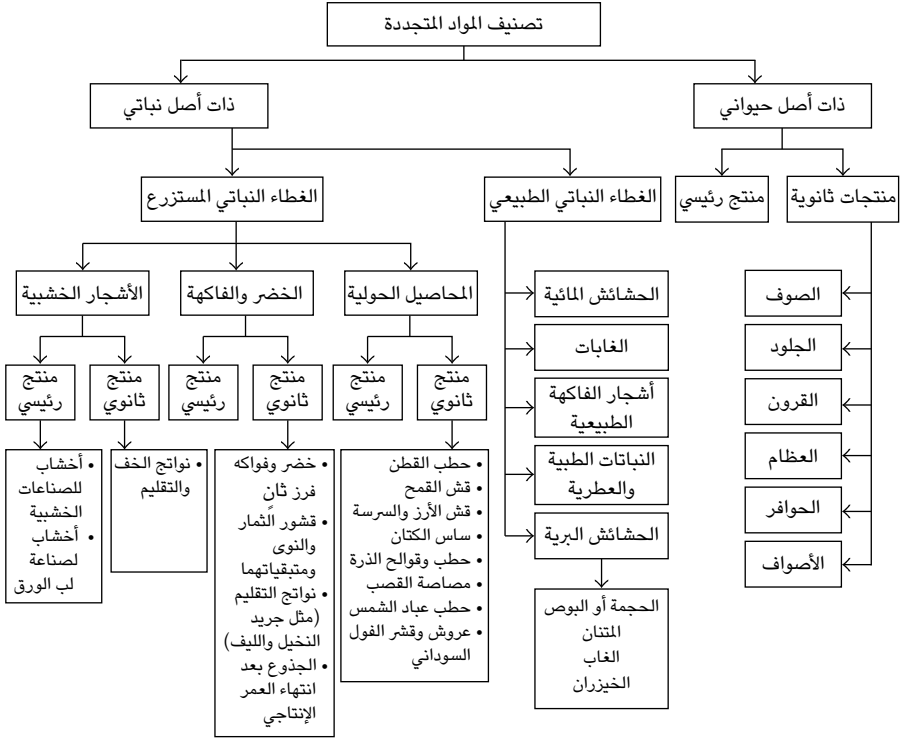 تصنيف المواد المتجددة
ذات أصل حيواني
ذات أصل نباتي
منتجات ثانوية
منتج رئيسي
الغطاء النباتي الطبيعي
الغطاء النباتي المستزرع
الصوف
الجلود
القرون
العظام
الحوافر
الأصواف
الحشائش المائية
الغابات
أشجار الفاكهة
الطبيعية
النباتات الطبية
والعطرية
الحشائش البرية
الحجمة أو البوص
المتنان
الغاب
الخيزران
المحاصيل الحولية
الخضر والفاكهة
الأشجار الخشبية
منتج
ثانوي
منتج
رئيسي
منتج
ثانوي
منتج
رئيسي
منتج
ثانوي
منتج
رئيسي
• حطب القطن
• قش القمح
• قش الأرز والسرسة
• ساس الكتان
• حطب وقوالح الذرة
• مصاصة القصب
• حطب عباد الشمس
• عروش وقشر الفول
السوداني
• خضر وفواكه
فرز ثانٍ
• قشور الثمار
والنوى
ومتبقياتهما
• نواتج التقليم
(مثل جريد
النخيل والليف)
• الجذوع بعد
انتهاء العمر
الإنتاجي
• نواتج الخف
والتقليم
• أخشاب
للصناعات
الخشبية
• أخشاب
لصناعة
لب الورق